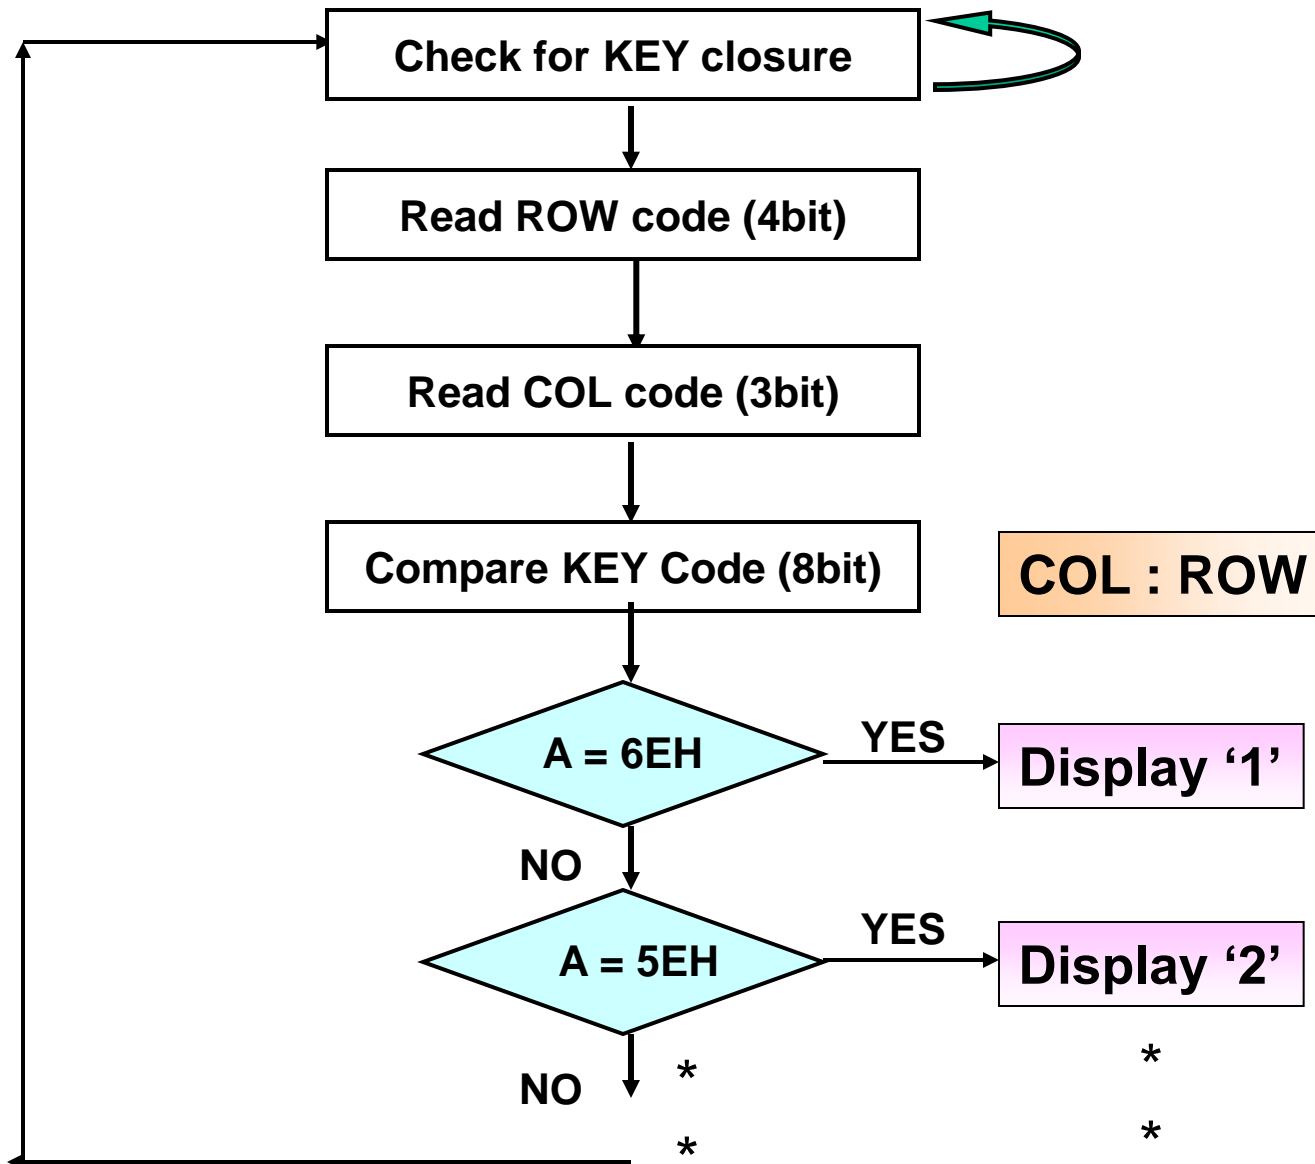 Check for KEY closure
Read ROW code (4bit)
Read COL code (3bit)
Compare KEY Code (8bit)
COL : ROW
A = 6EH
YES
Display ‘1’
NO
A = 5EH
YES
Display ‘2’
NO
*
*
*
*